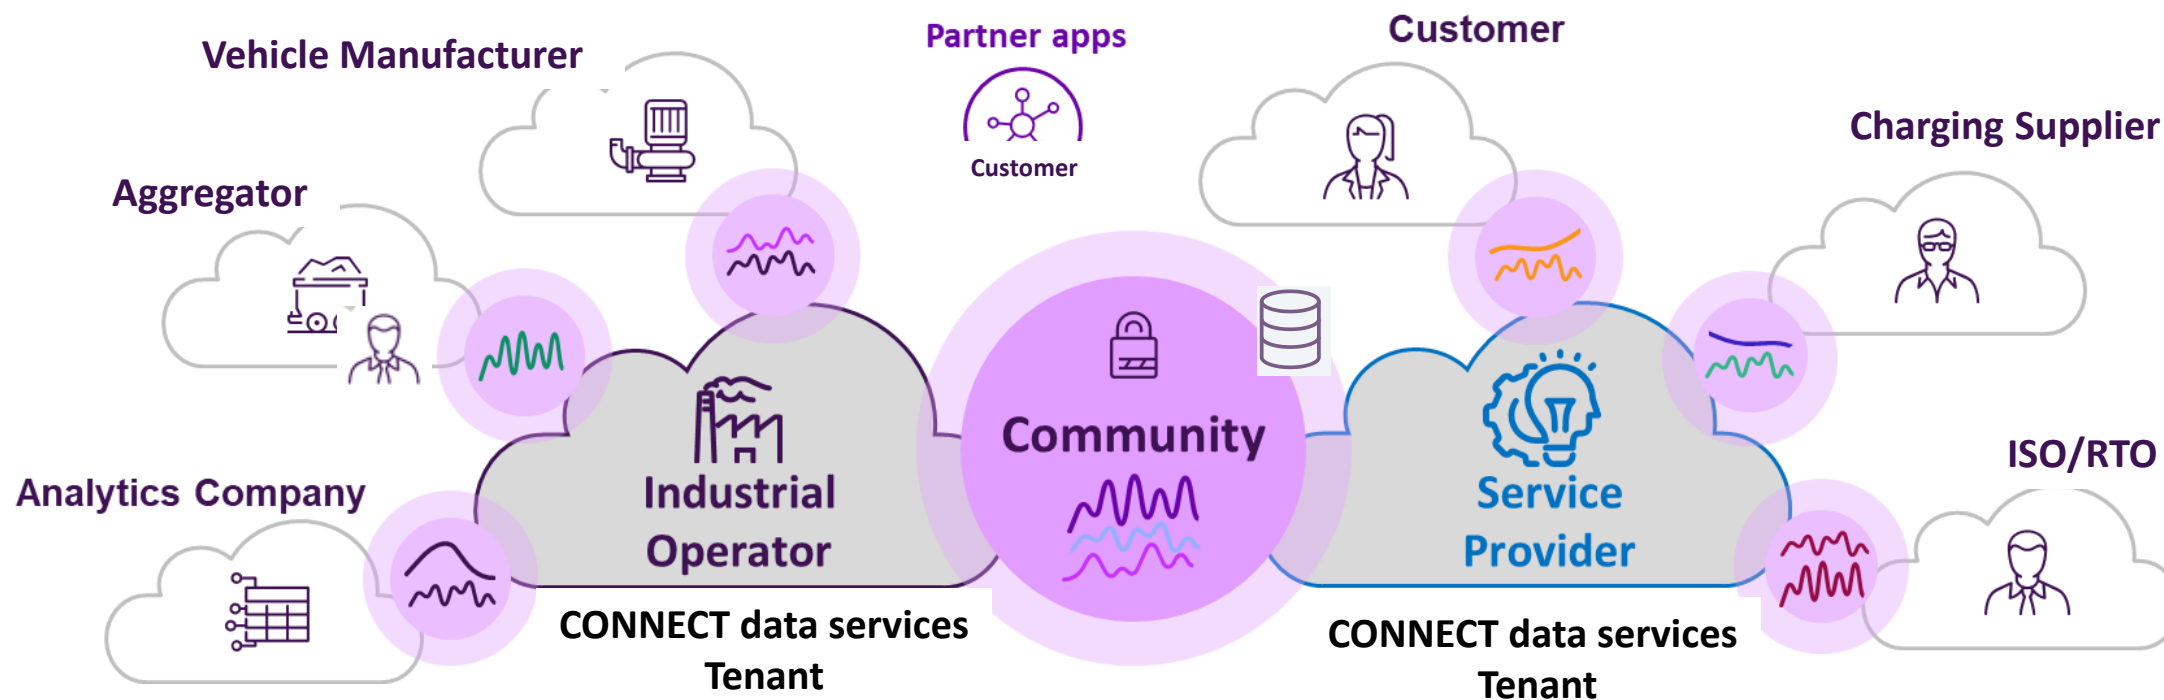 Vehicle Manufacturer
Partner apps
Customer
Customer
Charging Supplier
Aggregator
Analytics Company
Industrial
Operator
CONNECT data services
Tenant
Community
Service
Provider
CONNECT data services
Tenant
ISO/RTO